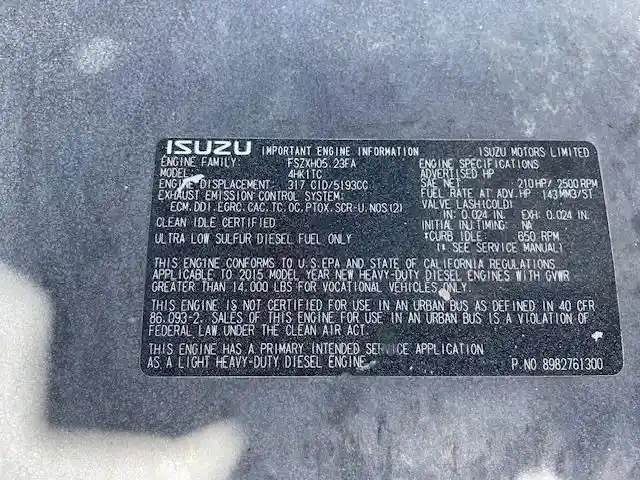 ISUZU IMPORTANT ENGINE INFORMATION ISUZU MOTORS LIMITED
ENGINE FAMILY: FSZXH05.23FA
MODEL: 4HK1TC
ENGINE DISPLACEMENT: 317 CID/5193CC
EXHAUST EMISSION CONTROL SYSTEM:
ECM,DDI,EGRC,CAC,TC,OC,PTOX,SCR-U,NOS(2)
CLEAN IDLE CERTIFIED
ULTRA LOW SULFUR DIESEL FUEL ONLY
ENGINE SPECIFICATIONS
ADVERTISED HP
SAE NET 210HP/2500RPM
FUEL RATE AT ADV.HP 143MM3/ST
VALVE LASH(COLD)
IN: 0.024 IN EXH: 0.024 IN
INITIAL INJ TIMING: NA
*CURB IDLE 850 RPM
(* SEE SERVICE MANUAL)
THIS ENGINE CONFORMS TO U.S.EPA AND STATE OF CALIFORNIA REGULATIONS
APPLICABLE TO 2015 MODEL YEAR NEW HEAVY-DUTY DIESEL ENGINES WITH GVWR
GREATER THAN 14,000 LBS FOR VOCATIONAL VEHICLES ONLY.
THIS ENGINE IS NOT CERTIFIED FOR USE IN AN URBAN BUS AS DEFINED IN 40 CFR
86.093-2. SALES OF THIS ENGINE FOR USE IN AN URBAN BUS IS A VIOLATION OF
FEDERAL LAW UNDER THE CLEAN AIR ACT.
THIS ENGINE HAS A PRIMARY INTENDED SERVICE APPLICATION
AS A LIGHT HEAVY-DUTY DIESEL ENGINE. P.NO 8982761300